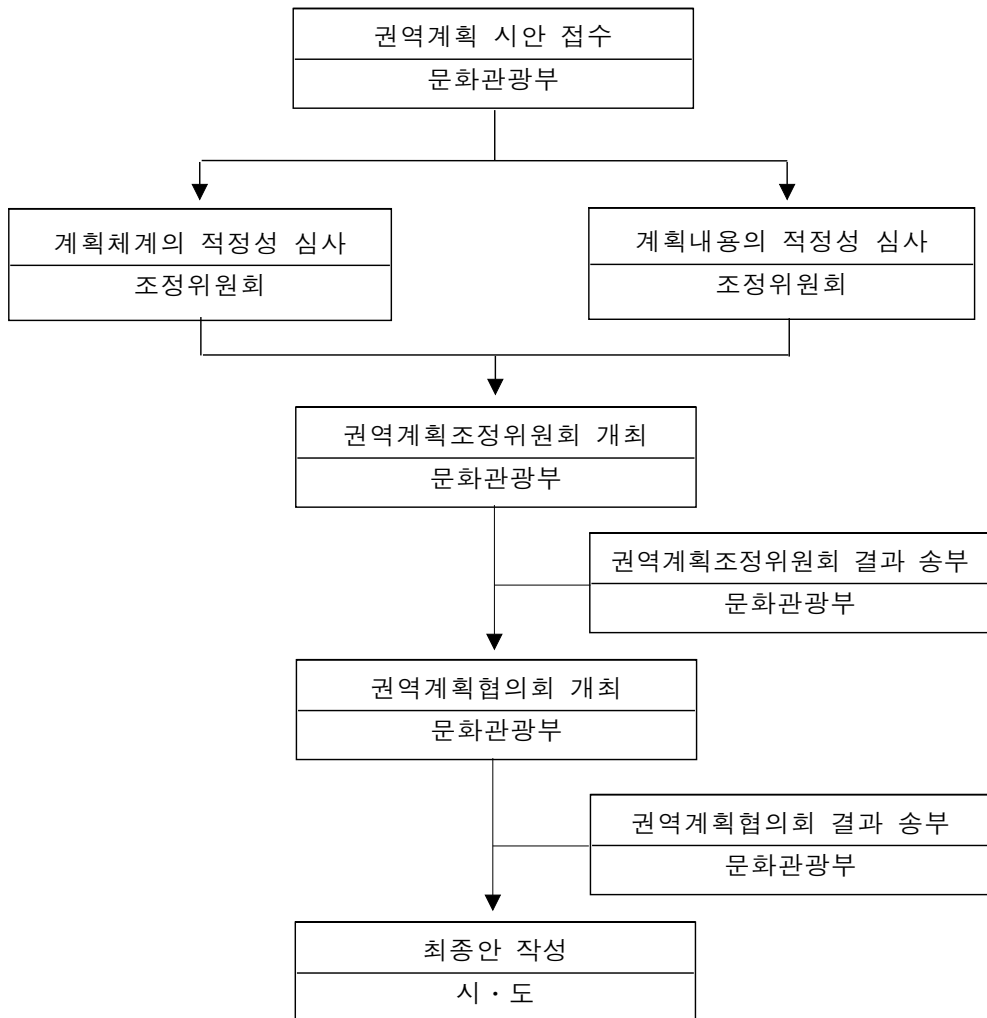 권역계획 시안 접수
문화관광부
계획체계의 적정성 심사
조정위원회
계획내용의 적정성 심사
조정위원회
권역계획조정위원회 개최
문화관광부
권역계획조정위원회 결과 송부
문화관광부
권역계획협의회 개최
문화관광부
권역계획협의회 결과 송부
문화관광부
최종안 작성
시·도